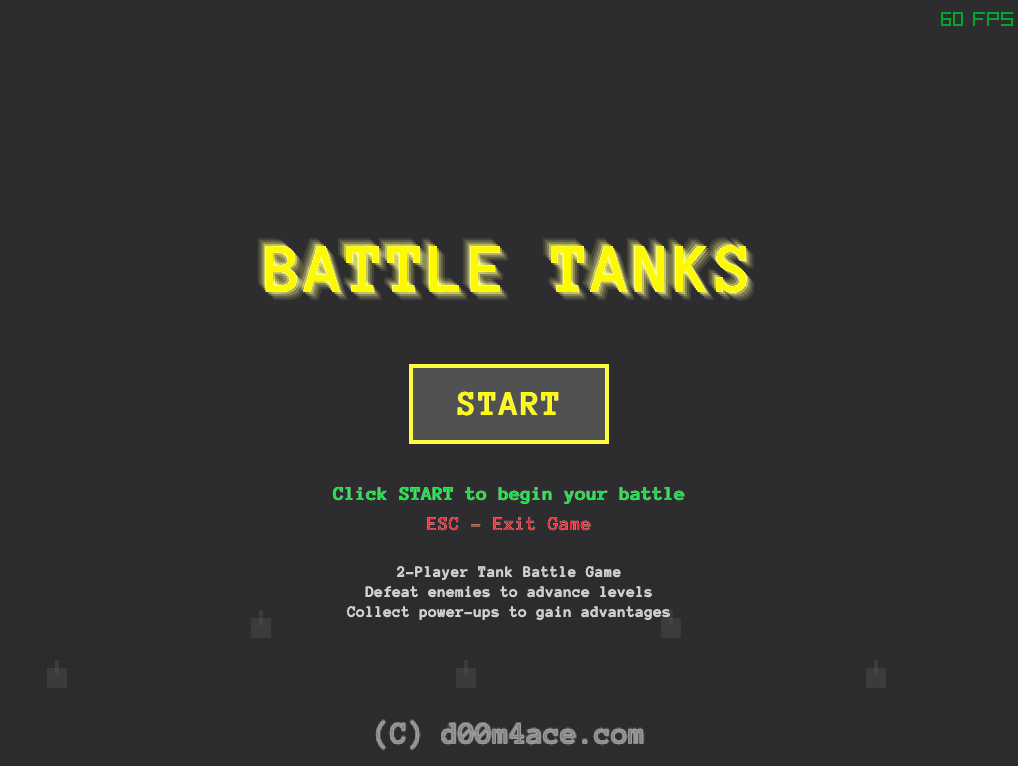 60 FPS
BATTLE TANKS
START
Click START to begin your battle
ESC - Exit Game
2-Player Tank Battle Game
Defeat enemies to advance levels
Collect power-ups to gain advantages
(C) d00m4ace.com